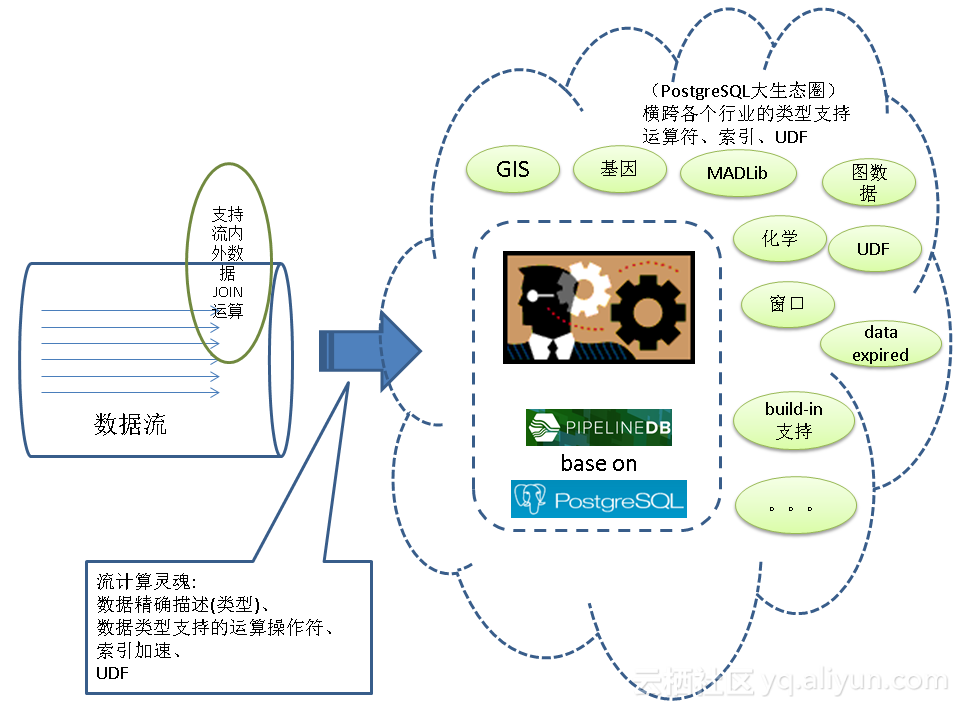 （PostgreSQL大生态圈）
横跨各个行业的类型支持
运算符、索引、UDF
GIS
基因
MADLib
图数
据
化学
UDF
窗口
data
expired
build-in
支持
。。。
支持
流内
外数
据
JOIN
运算
数据流
PIPELINEDB
base on
PostgreSQL
流计算灵魂:
数据精确描述(类型)、
数据类型支持的运算操作符、
索引加速、
UDF
云栖社区 yq.aliyun.com